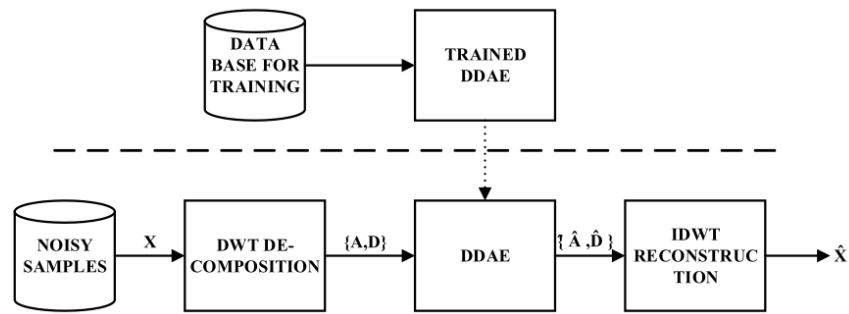 DATA
BASE FOR
TRAINING
TRAINED
DDAE
NOISY
SAMPLES
X
DWT DE-
COMPOSITION
{A,D}
DDAE
{ Â ,D̂ }
IDWT
RECONSTRUC
TION
X̂